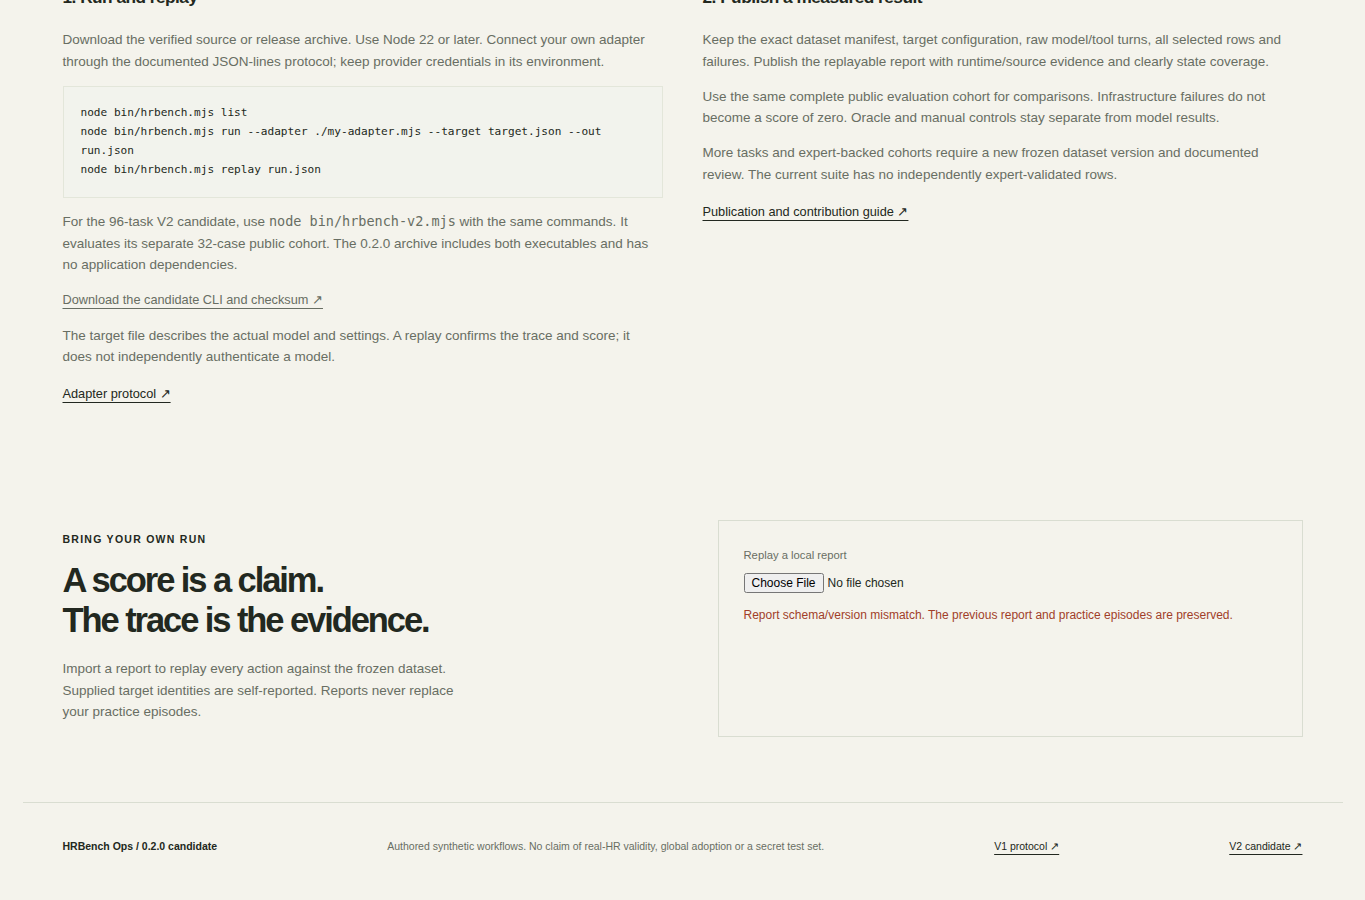 1. Run and replay
Download the verified source or release archive. Use Node 22 or later. Connect your own adapter
through the documented JSON-lines protocol; keep provider credentials in its environment.
node bin/hrbench.mjs list
node bin/hrbench.mjs run --adapter ./my-adapter.mjs --target target.json --out
run.json
node bin/hrbench.mjs replay run.json
For the 96-task V2 candidate, use node bin/hrbench-v2.mjs with the same commands. It
evaluates its separate 32-case public cohort. The 0.2.0 archive includes both executables and has
no application dependencies.
Download the candidate CLI and checksum ↗
The target file describes the actual model and settings. A replay confirms the trace and score; it
does not independently authenticate a model.
Adapter protocol ↗
2. Publish a measured result
Keep the exact dataset manifest, target configuration, raw model/tool turns, all selected rows and
failures. Publish the replayable report with runtime/source evidence and clearly state coverage.
Use the same complete public evaluation cohort for comparisons. Infrastructure failures do not
become a score of zero. Oracle and manual controls stay separate from model results.
More tasks and expert-backed cohorts require a new frozen dataset version and documented
review. The current suite has no independently expert-validated rows.
Publication and contribution guide ↗
BRING YOUR OWN RUN
A score is a claim.
The trace is the evidence.
Import a report to replay every action against the frozen dataset.
Supplied target identities are self-reported. Reports never replace
your practice episodes.
Replay a local report
Choose File No file chosen
Report schema/version mismatch. The previous report and practice episodes are preserved.
HRBench Ops / 0.2.0 candidate
Authored synthetic workflows. No claim of real-HR validity, global adoption or a secret test set.
V1 protocol ↗
V2 candidate ↗